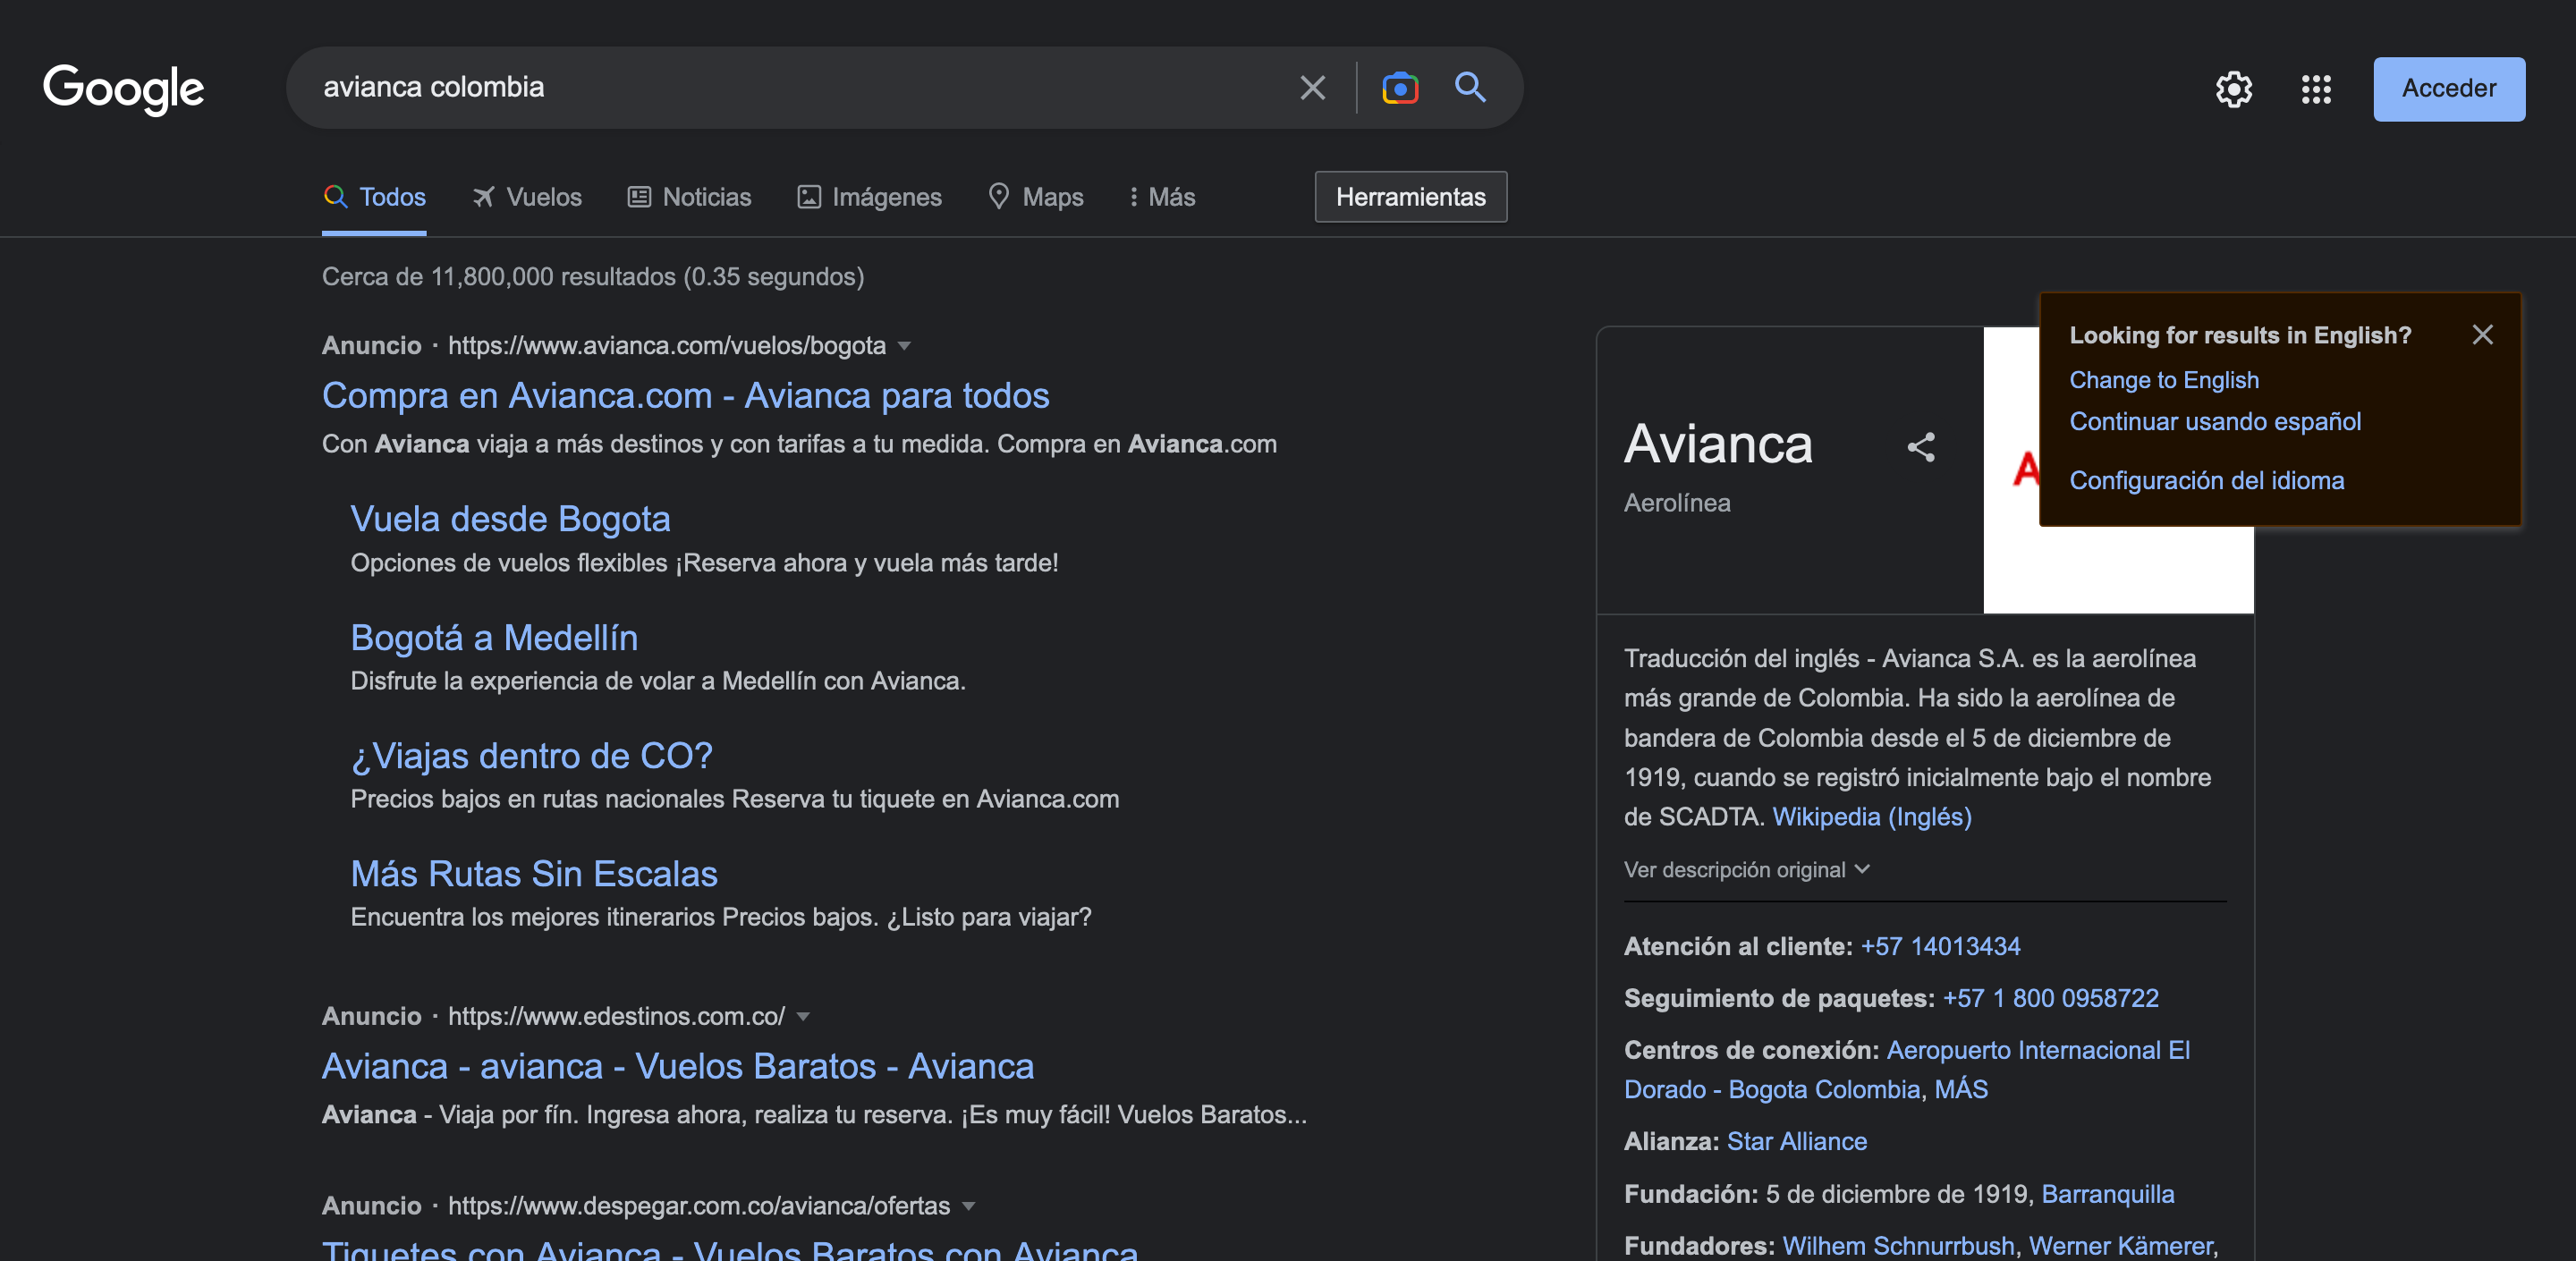 Google
avianca colombia
Acceder
Todos
Vuelos
Noticias
Imágenes
Maps
Más
Herramientas
Cerca de 11,800,000 resultados (0.35 segundos)
Anuncio · https://www.avianca.com/vuelos/bogota
Compra en Avianca.com - Avianca para todos
Con Avianca viaja a más destinos y con tarifas a tu medida. Compra en Avianca.com
Vuela desde Bogota
Opciones de vuelos flexibles ¡Reserva ahora y vuela más tarde!
Bogotá a Medellín
Disfrute la experiencia de volar a Medellín con Avianca.
¿Viajas dentro de CO?
Precios bajos en rutas nacionales Reserva tu tiquete en Avianca.com
Más Rutas Sin Escalas
Encuentra los mejores itinerarios Precios bajos. ¿Listo para viajar?
Anuncio · https://www.edestinos.com.co/
Avianca - avianca - Vuelos Baratos - Avianca
Avianca - Viaja por fín. Ingresa ahora, realiza tu reserva. ¡Es muy fácil! Vuelos Baratos...
Anuncio · https://www.despegar.com.co/avianca/ofertas
Tiquetes con Avianca - Vuelos Baratos con Avianca
Looking for results in English?
Change to English
Continuar usando español
Configuración del idioma
Avianca
Aerolínea
A
Traducción del inglés - Avianca S.A. es la aerolínea
más grande de Colombia. Ha sido la aerolínea de
bandera de Colombia desde el 5 de diciembre de
1919, cuando se registró inicialmente bajo el nombre
de SCADTA. Wikipedia (Inglés)
Ver descripción original
Atención al cliente: +57 14013434
Seguimiento de paquetes: +57 1 800 0958722
Centros de conexión: Aeropuerto Internacional El
Dorado - Bogota Colombia, MÁS
Alianza: Star Alliance
Fundación: 5 de diciembre de 1919, Barranquilla
Fundadores: Wilhem Schnurrbush, Werner Kämerer,